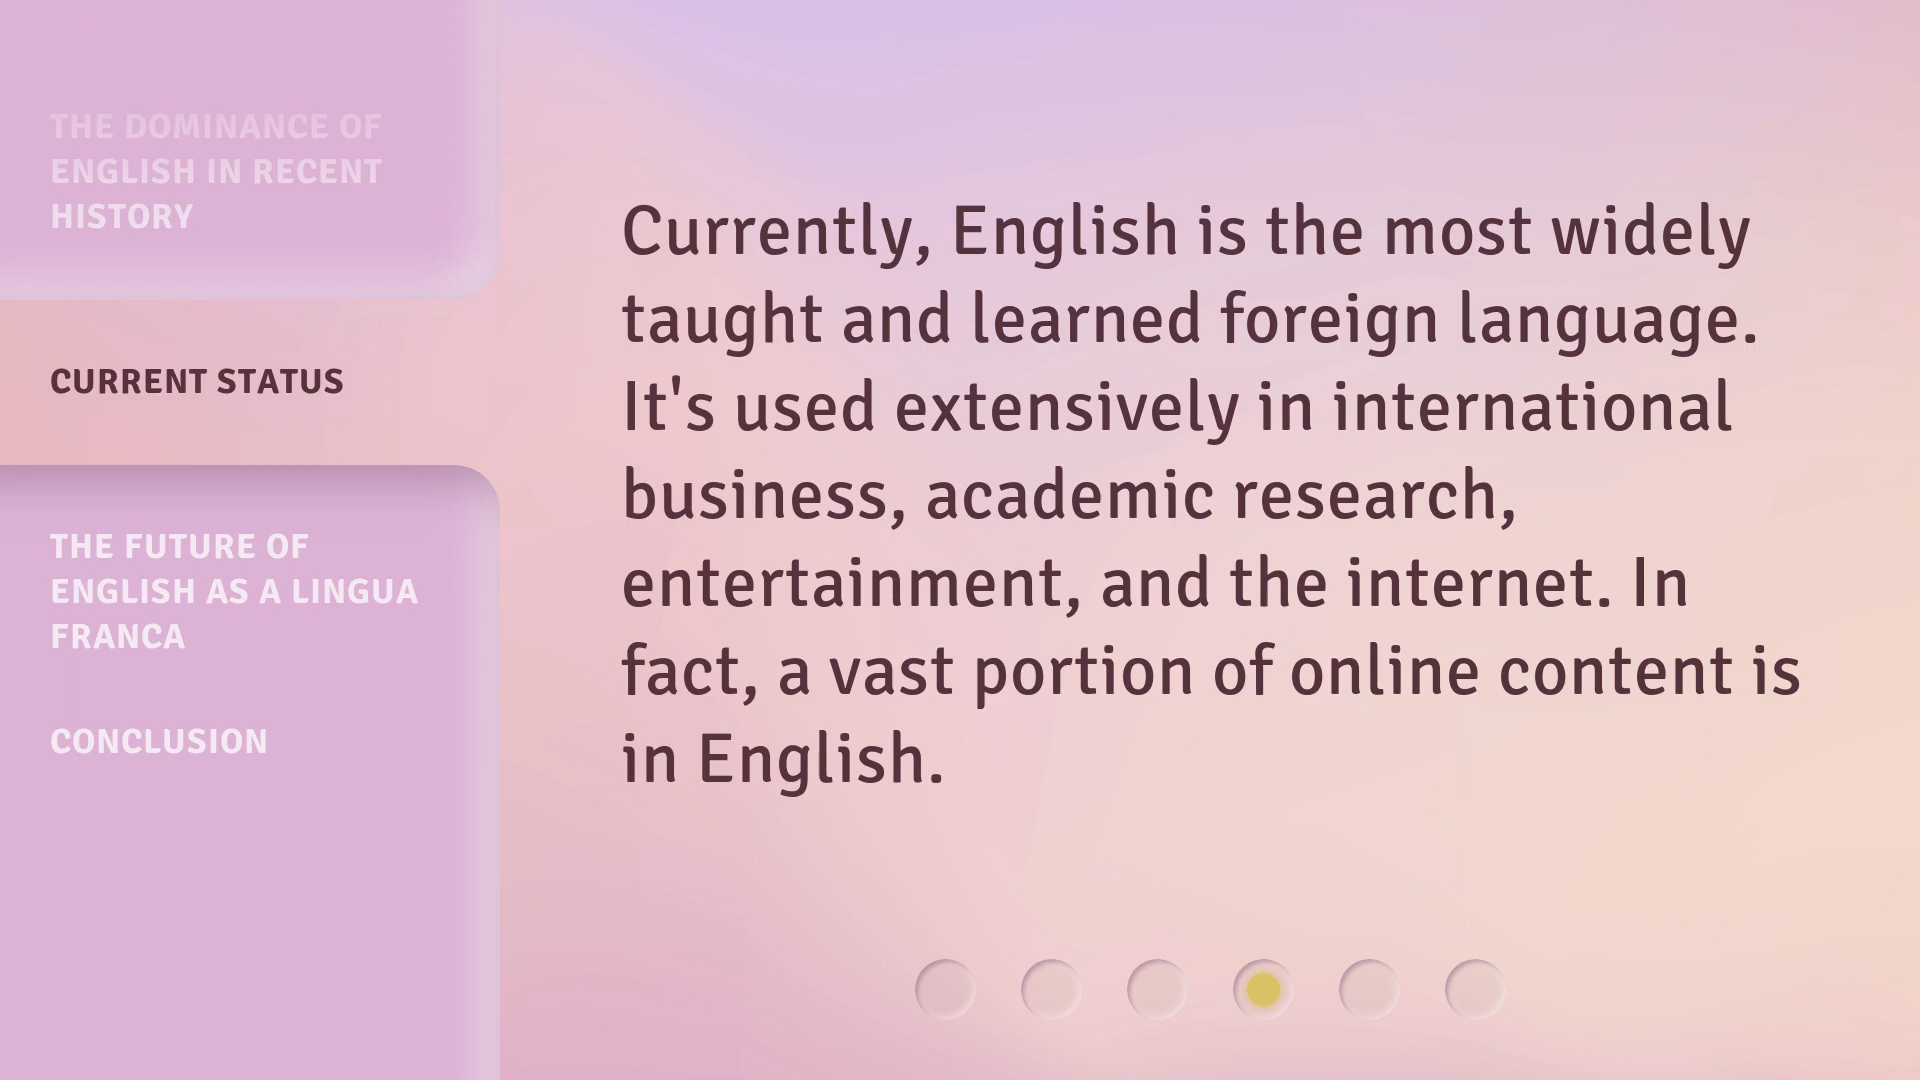 THE DOMINANCE OF
ENGLISH IN RECENT
HISTORY
CURRENT STATUS
THE FUTURE OF
ENGLISH AS A LINGUA
FRANCA
CONCLUSION
Currently, English is the most widely
taught and learned foreign language.
It's used extensively in international
business, academic research,
entertainment, and the internet. In
fact, a vast portion of online content is
in English.